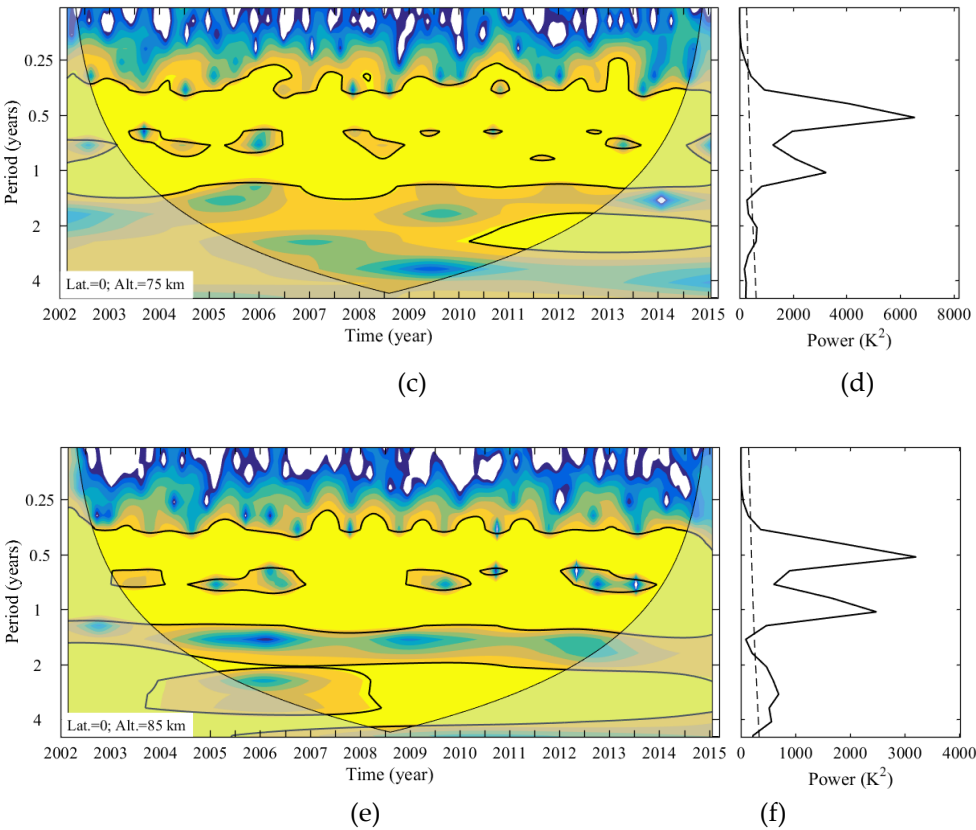 0.25
0.5
1
2
4
Period (years)
Lat.=0; Alt.=75 km
2002 2003 2004 2005 2006 2007 2008 2009 2010 2011 2012 2013 2014 2015
Time (year)
0 2000 4000 6000 8000
Power (K²)
(c) (d)
0.25
0.5
1
2
4
Period (years)
Lat.=0; Alt.=85 km
2002 2003 2004 2005 2006 2007 2008 2009 2010 2011 2012 2013 2014 2015
Time (year)
0 1000 2000 3000 4000
Power (K²)
(e) (f)